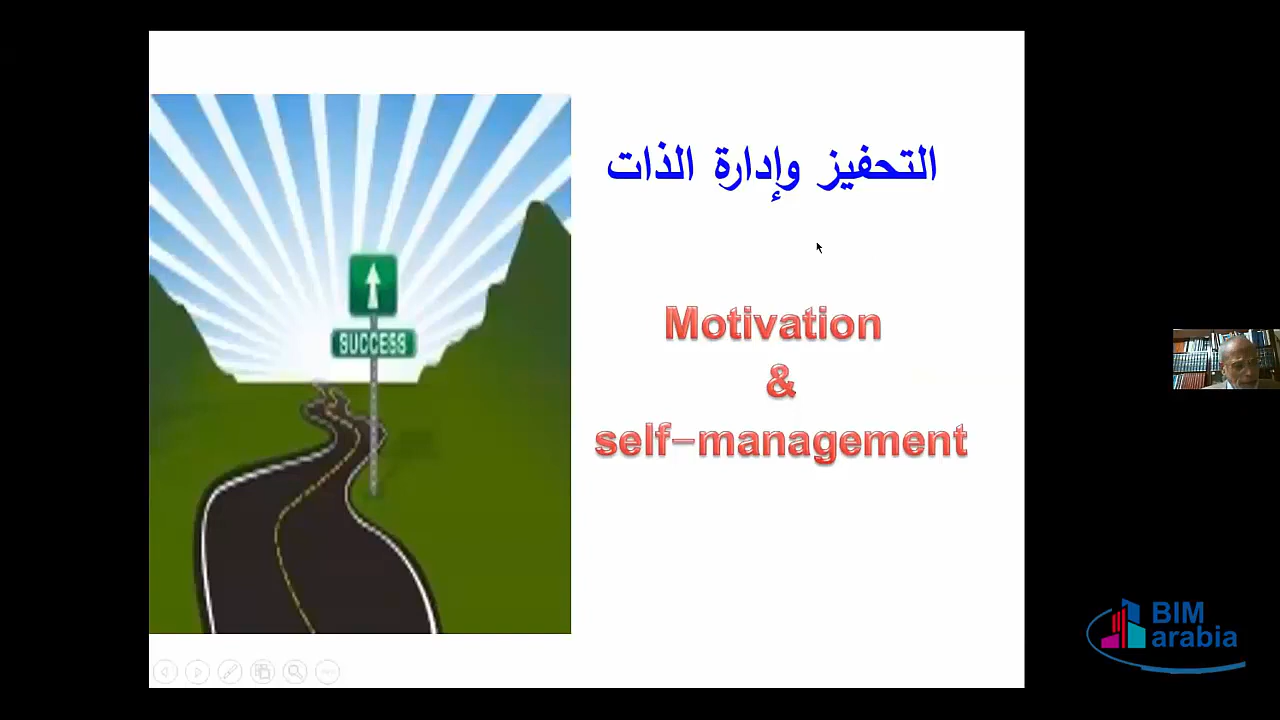 التحفيز وإدارة الذات
Motivation
&
self-management
SUCCESS
BIM
arabia